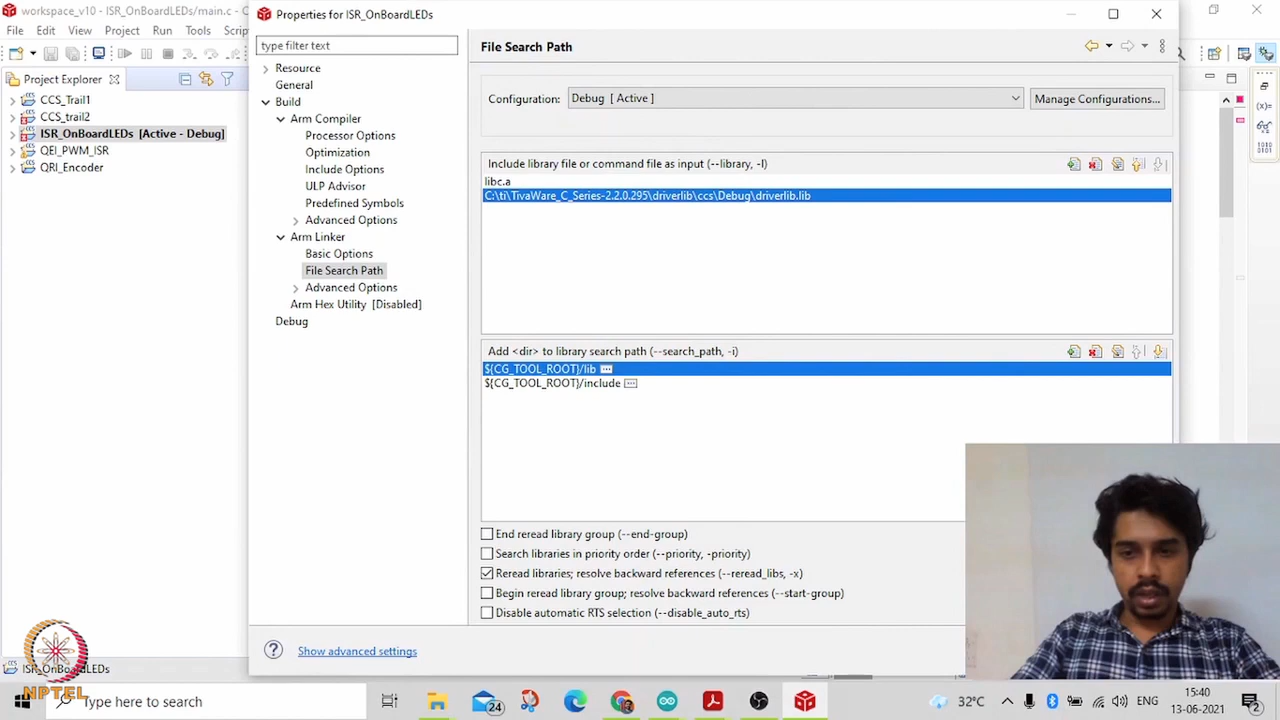 workspace_v10 - ISR_OnBoardLEDs/main.c -
File Edit View Project Run Tools Scrip
Project Explorer
CCS_Trail1
CCS_trail2
ISR_OnBoardLEDs [Active - Debug]
QEI_PWM_ISR
QRI_Encoder
ISR_OnBoardLEDs
Properties for ISR_OnBoardLEDs
type filter text
Resource
General
Build
Arm Compiler
Processor Options
Optimization
Include Options
ULP Advisor
Predefined Symbols
Advanced Options
Arm Linker
Basic Options
File Search Path
Advanced Options
Arm Hex Utility [Disabled]
Debug
File Search Path
Configuration: Debug [ Active ] Manage Configurations...
Include library file or command file as input (--library, -l)
libc.a
C:\ti\TivaWare_C_Series-2.2.0.295\driverlib\ccs\Debug\driverlib.lib
Add <dir> to library search path (--search_path, -i)
${CG_TOOL_ROOT}/lib
${CG_TOOL_ROOT}/include
End reread library group (--end-group)
Search libraries in priority order (--priority, -priority)
Reread libraries; resolve backward references (--reread_libs, -x)
Begin reread library group; resolve backward references (--start-group)
Disable automatic RTS selection (--disable_auto_rts)
Show advanced settings
NPTEL
Type here to search
24
32°C
ENG
15:40
13-06-2021
2